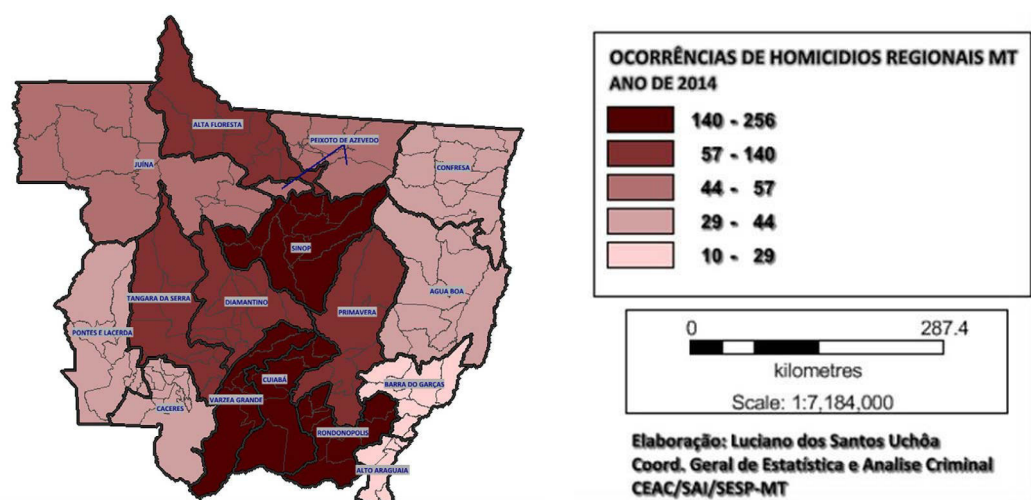 ALTA FLORESTA
PEIXOTO DE AZEVEDO
JUÍNA
CONFRESA
SINOP
AGUA BOA
TANGARA DA SERRA
DIAMANTINO
PRIMAVERA
PONTES E LACERDA
CUIABÁ
BARRA DO GARÇAS
VARZEA GRANDE
CACERES
RONDONOPOLIS
ALTO ARAGUAIA
OCORRÊNCIAS DE HOMICIDIOS REGIONAIS MT
ANO DE 2014
140 - 256
57 - 140
44 - 57
29 - 44
10 - 29
0 287.4
kilometres
Scale: 1:7,184,000
Elaboração: Luciano dos Santos Uchôa
Coord. Geral de Estatística e Analise Criminal
CEAC/SAI/SESP-MT